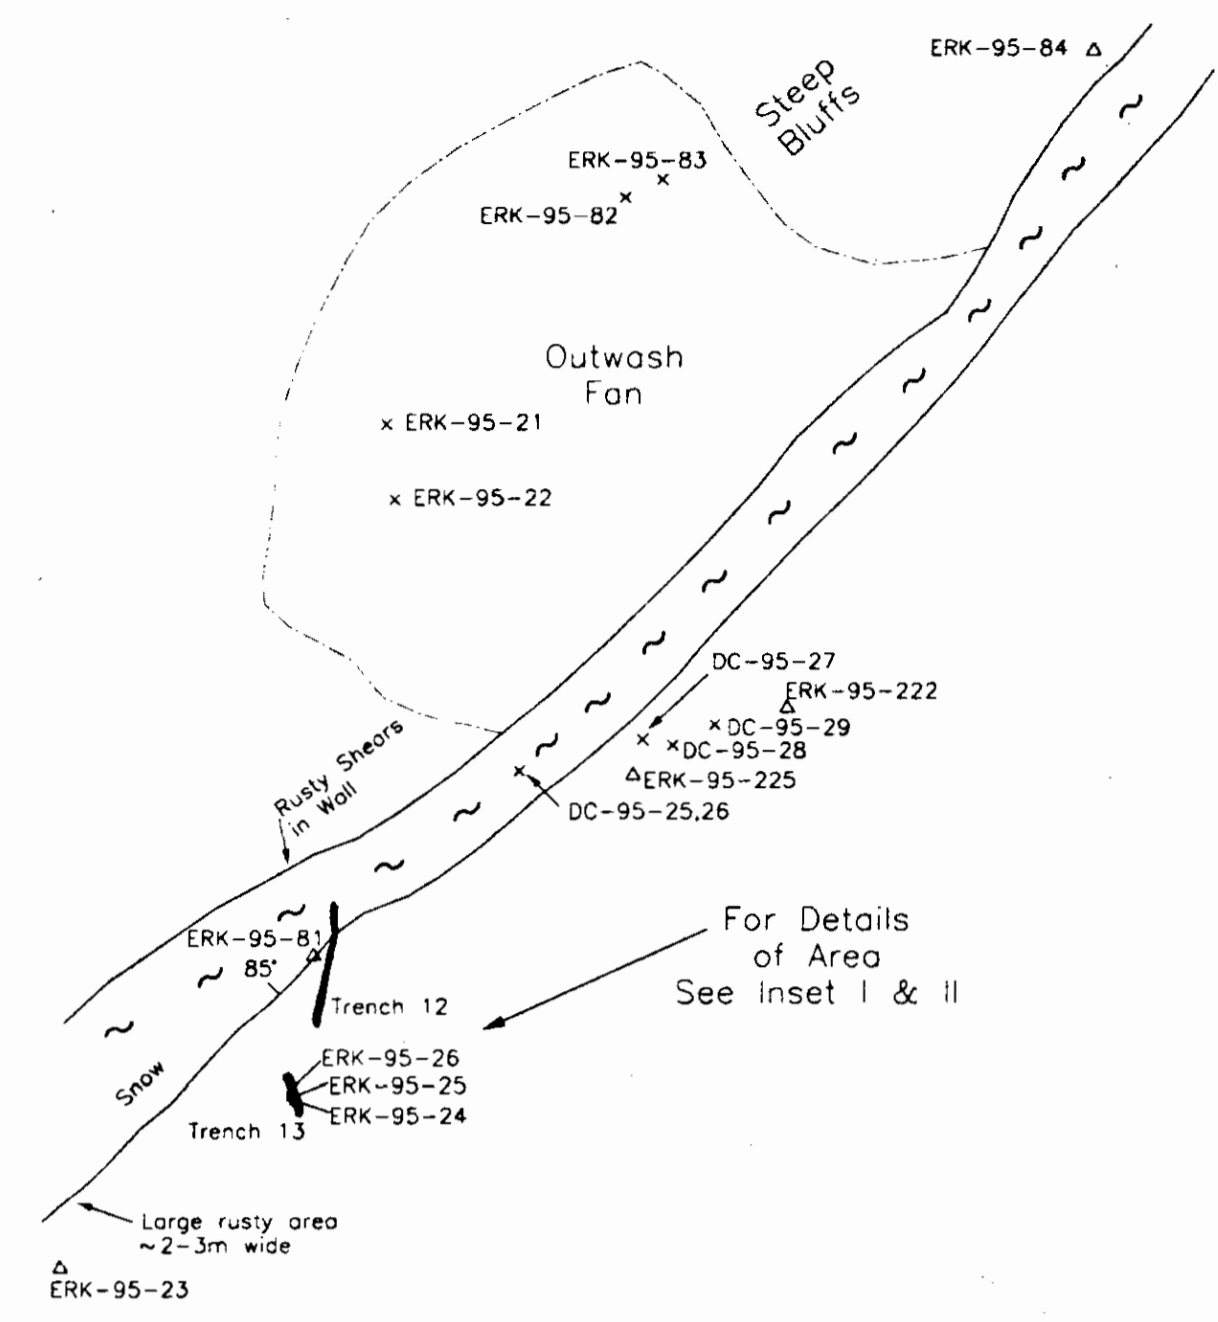 ERK-95-84
Steep
Bluffs
ERK-95-83
ERK-95-82
Outwash
Fan
ERK-95-21
ERK-95-22
DC-95-27
ERK-95-222
DC-95-29
DC-95-28
ERK-95-225
DC-95-25,26
Rusty Shears
in Wall
For Details
of Area
See Inset I & II
ERK-95-81
85°
Trench 12
ERK-95-26
ERK-95-25
ERK-95-24
Snow
Trench 13
Large rusty area
~2-3m wide
ERK-95-23